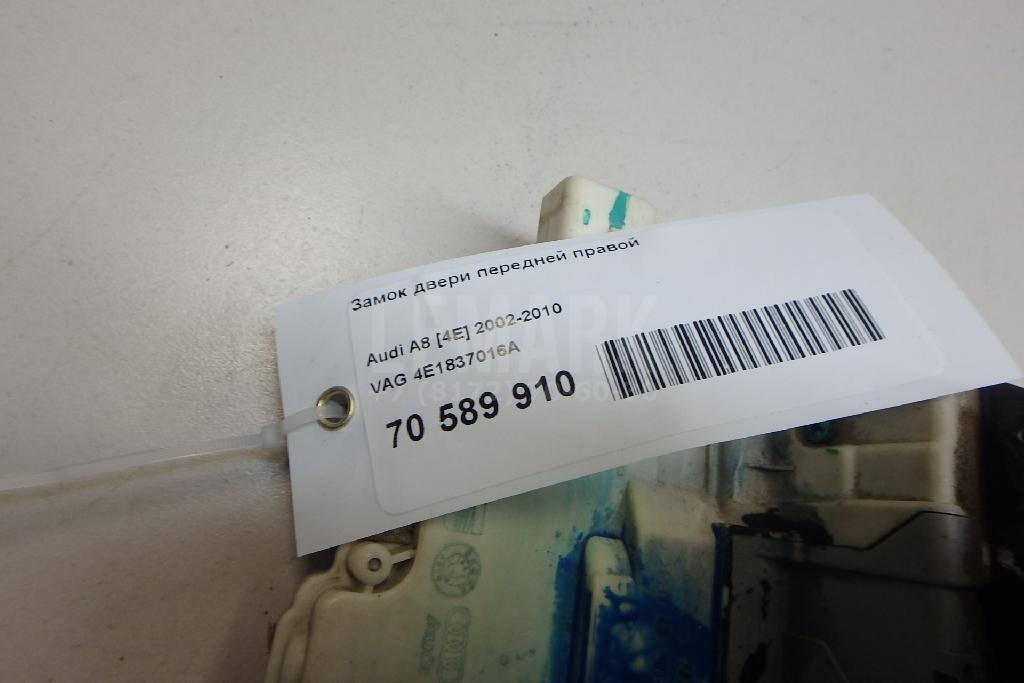 Замок двери передней правой
Audi A8 [4E] 2002-2010
VAG 4E1837016A
70 589 910